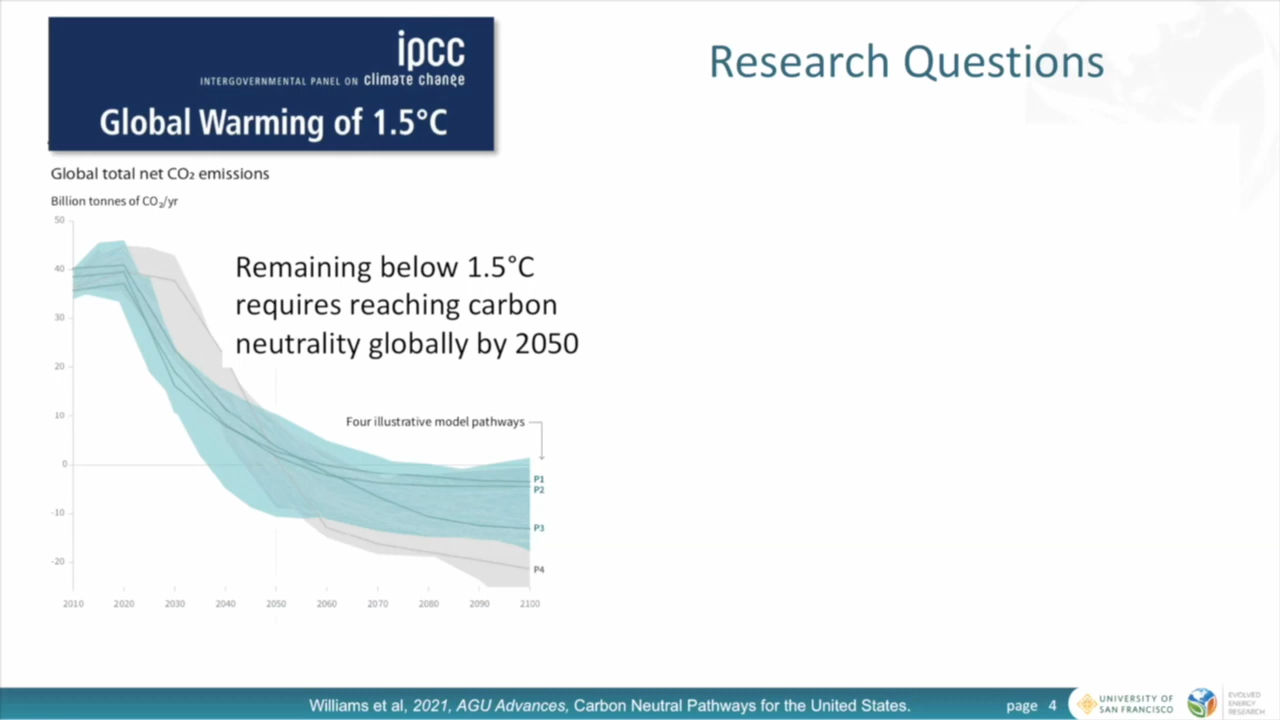 ipcc
INTERGOVERNMENTAL PANEL ON climate change
Global Warming of 1.5°C
Research Questions
Global total net CO₂ emissions
Billion tonnes of CO₂/yr
50
40
30
20
10
0
-10
-20
Remaining below 1.5°C
requires reaching carbon
neutrality globally by 2050
Four illustrative model pathways
P1
P2
P3
P4
2010 2020 2030 2040 2050 2060 2070 2080 2090 2100
Williams et al, 2021, AGU Advances, Carbon Neutral Pathways for the United States.
page 4
UNIVERSITY OF
SAN FRANCISCO
EVOLVED
ENERGY
RESEARCH